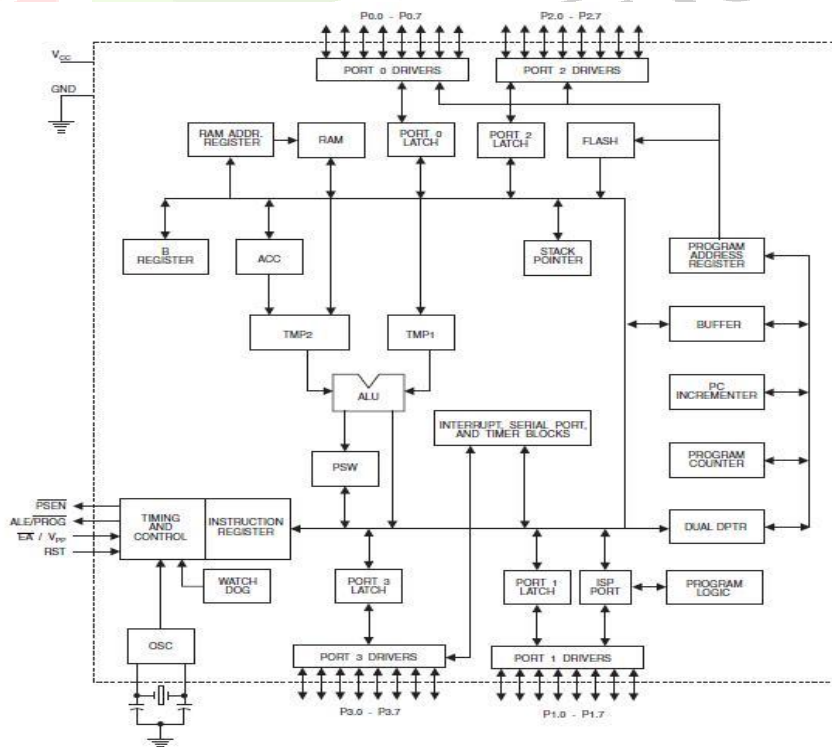 P0.0 - P0.7
P2.0 - P2.7
VCC
PORT 0 DRIVERS
PORT 2 DRIVERS
GND
RAM ADDR.
REGISTER
RAM
PORT 0
LATCH
PORT 2
LATCH
FLASH
B
REGISTER
ACC
STACK
POINTER
PROGRAM
ADDRESS
REGISTER
BUFFER
TMP2
TMP1
PC
INCREMENTER
ALU
INTERRUPT, SERIAL PORT,
AND TIMER BLOCKS
PROGRAM
COUNTER
PSW
PSEN
ALE/PROG
EA / VPP
RST
TIMING
AND
CONTROL
INSTRUCTION
REGISTER
DUAL DPTR
WATCH
DOG
PORT 3
LATCH
PORT 1
LATCH
ISP
PORT
PROGRAM
LOGIC
OSC
PORT 3 DRIVERS
PORT 1 DRIVERS
P3.0 - P3.7
P1.0 - P1.7